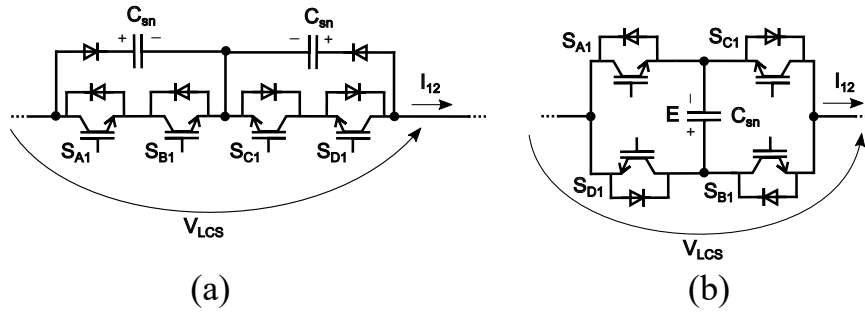 Csn Csn
+ − − +
I12
SA1 SB1 SC1 SD1
VLCS
(a)
SA1 SC1
I12
−
E Csn
+
SD1 SB1
VLCS
(b)